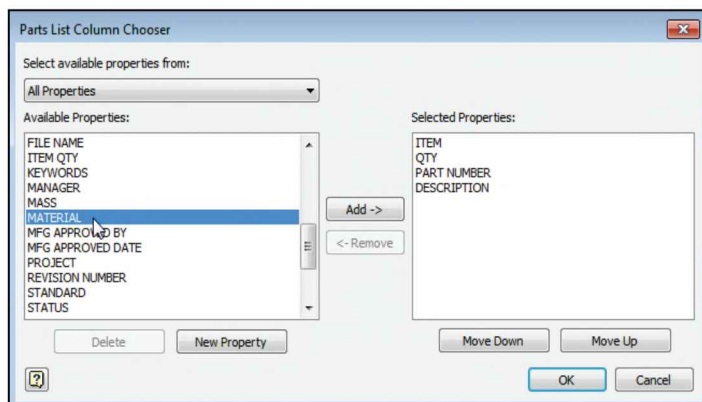 Parts List Column Chooser
Select available properties from:
All Properties
Available Properties:
FILE NAME
ITEM QTY
KEYWORDS
MANAGER
MASS
MATERIAL
MFG APPROVED BY
MFG APPROVED DATE
PROJECT
REVISION NUMBER
STANDARD
STATUS
Add ->
<- Remove
Selected Properties:
ITEM
QTY
PART NUMBER
DESCRIPTION
Delete
New Property
Move Down
Move Up
?
OK
Cancel